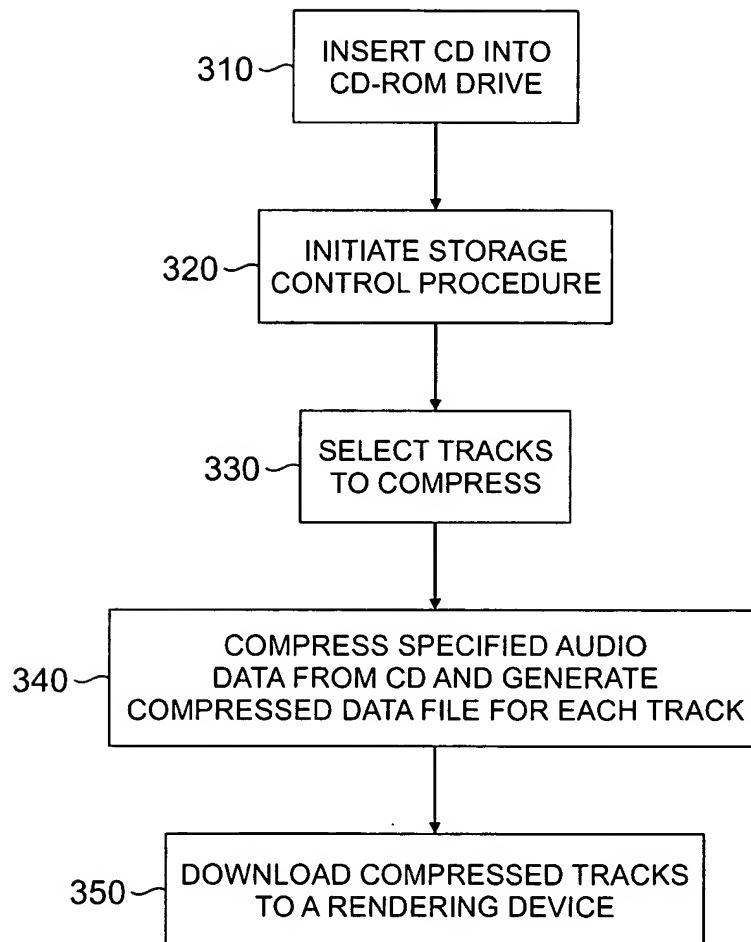 310
INSERT CD INTO
CD-ROM DRIVE
320
INITIATE STORAGE
CONTROL PROCEDURE
330
SELECT TRACKS
TO COMPRESS
340
COMPRESS SPECIFIED AUDIO
DATA FROM CD AND GENERATE
COMPRESSED DATA FILE FOR EACH TRACK
350
DOWNLOAD COMPRESSED TRACKS
TO A RENDERING DEVICE